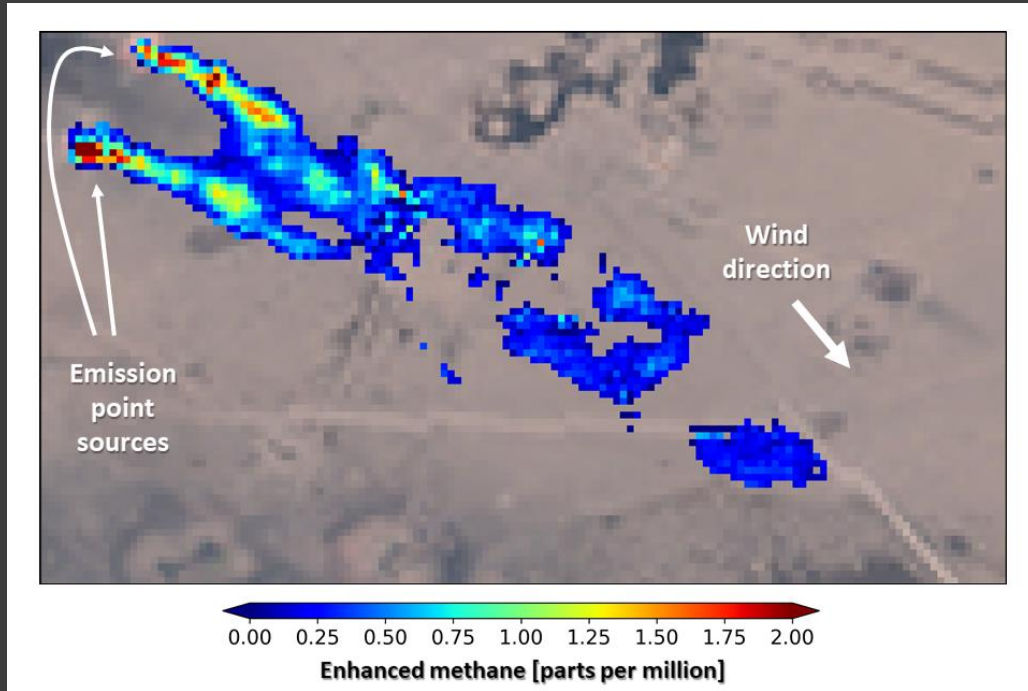 Wind
direction
Emission
point
sources
0.00 0.25 0.50 0.75 1.00 1.25 1.50 1.75 2.00
Enhanced methane [parts per million]